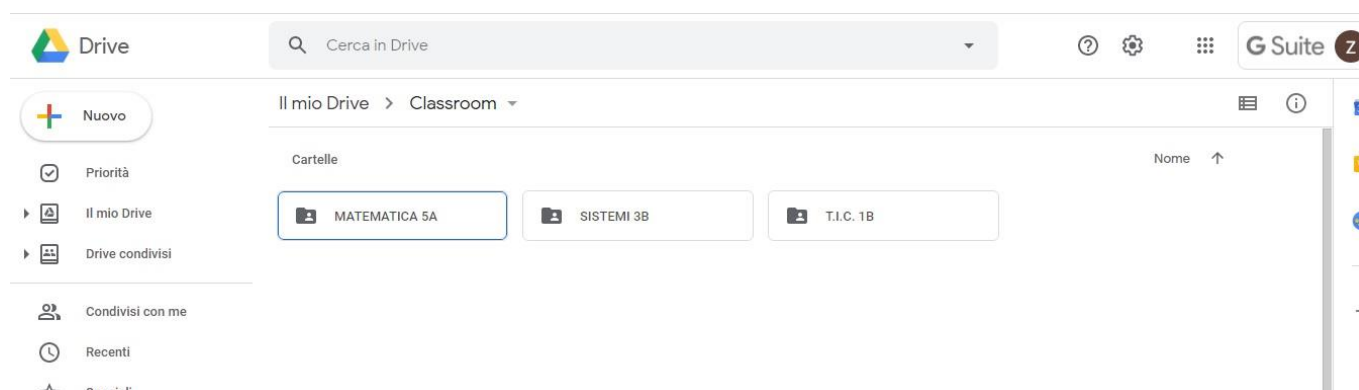 Drive
Cerca in Drive
G Suite
Z
Nuovo
Il mio Drive > Classroom
Priorità
Il mio Drive
Drive condivisi
Condivisi con me
Recenti
Cartelle
Nome
MATEMATICA 5A
SISTEMI 3B
T.I.C. 1B